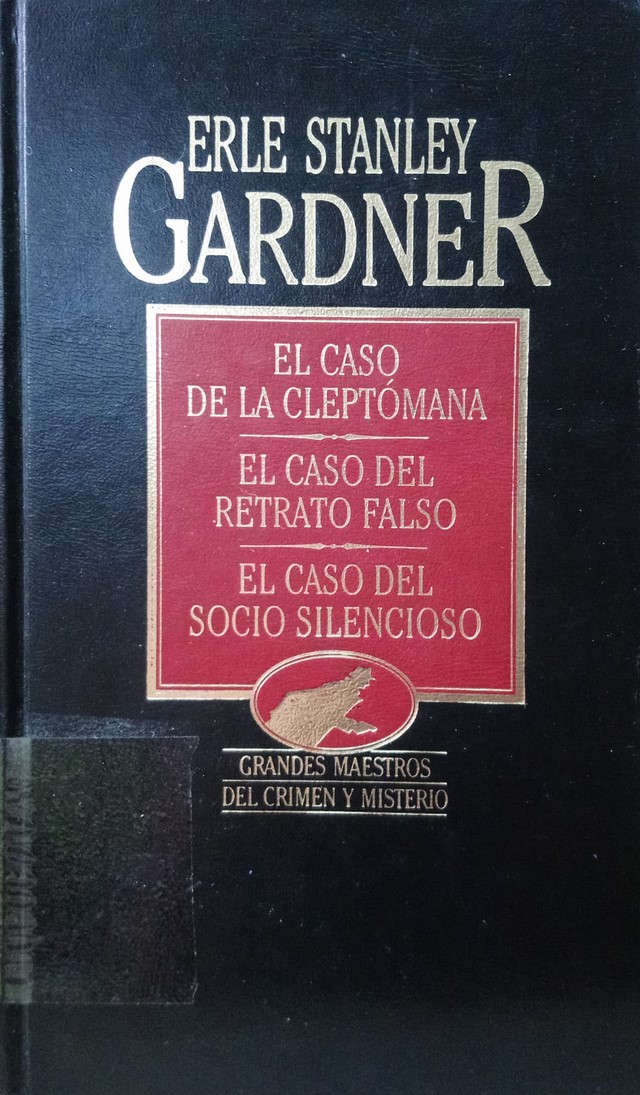 ERLE STANLEY
GARDNER
EL CASO
DE LA CLEPTÓMANA
EL CASO DEL
RETRATO FALSO
EL CASO DEL
SOCIO SILENCIOSO
GRANDES MAESTROS
DEL CRIMEN Y MISTERIO